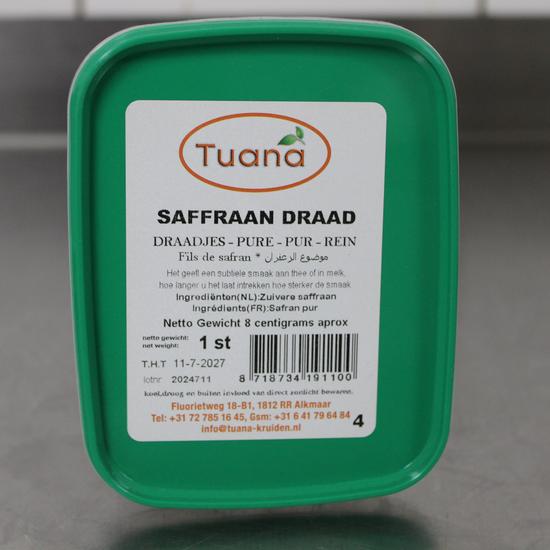 Tuana
SAFFRAAN DRAAD
DRAADJES - PURE - PUR - REIN
Fils de safran * موضوع الزعفران
Het geeft een subtiele smaak aan thee of in melk,
hoe langer u het laat intrekken hoe sterker de smaak
Ingrediënten(NL):Zuivere saffraan
Ingrédients(FR):Safran pur
Netto Gewicht 8 centigrams aprox
netto gewicht:
net weight:
1 st
T.H.T 11-7-2027
lotnr 2024711
8 718734 191100
koel,droog en buiten invloed van direct zonlicht bewaren.
Fluorietweg 18-B1, 1812 RR Alkmaar
Tel: +31 72 785 16 45, Gsm: +31 6 41 79 64 84
info@tuana-kruiden.nl
4